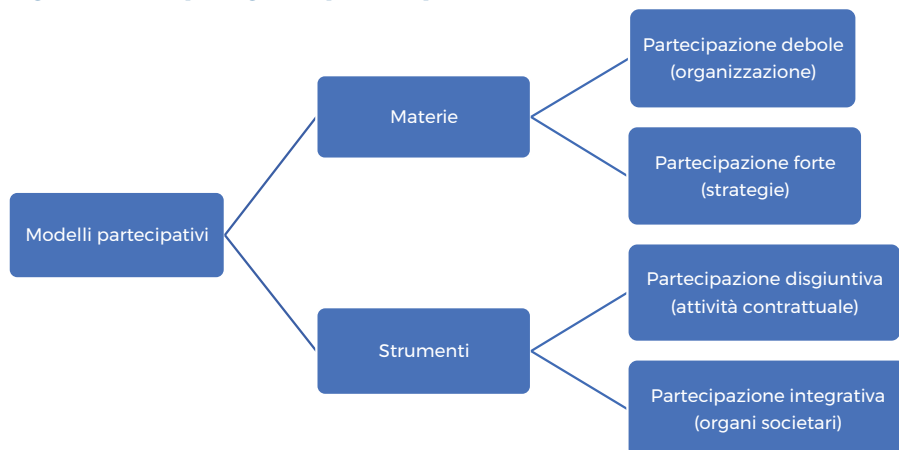 Partecipazione debole
(organizzazione)
Materie
Partecipazione forte
(strategie)
Modelli partecipativi
Partecipazione disgiuntiva
(attività contrattuale)
Strumenti
Partecipazione integrativa
(organi societari)